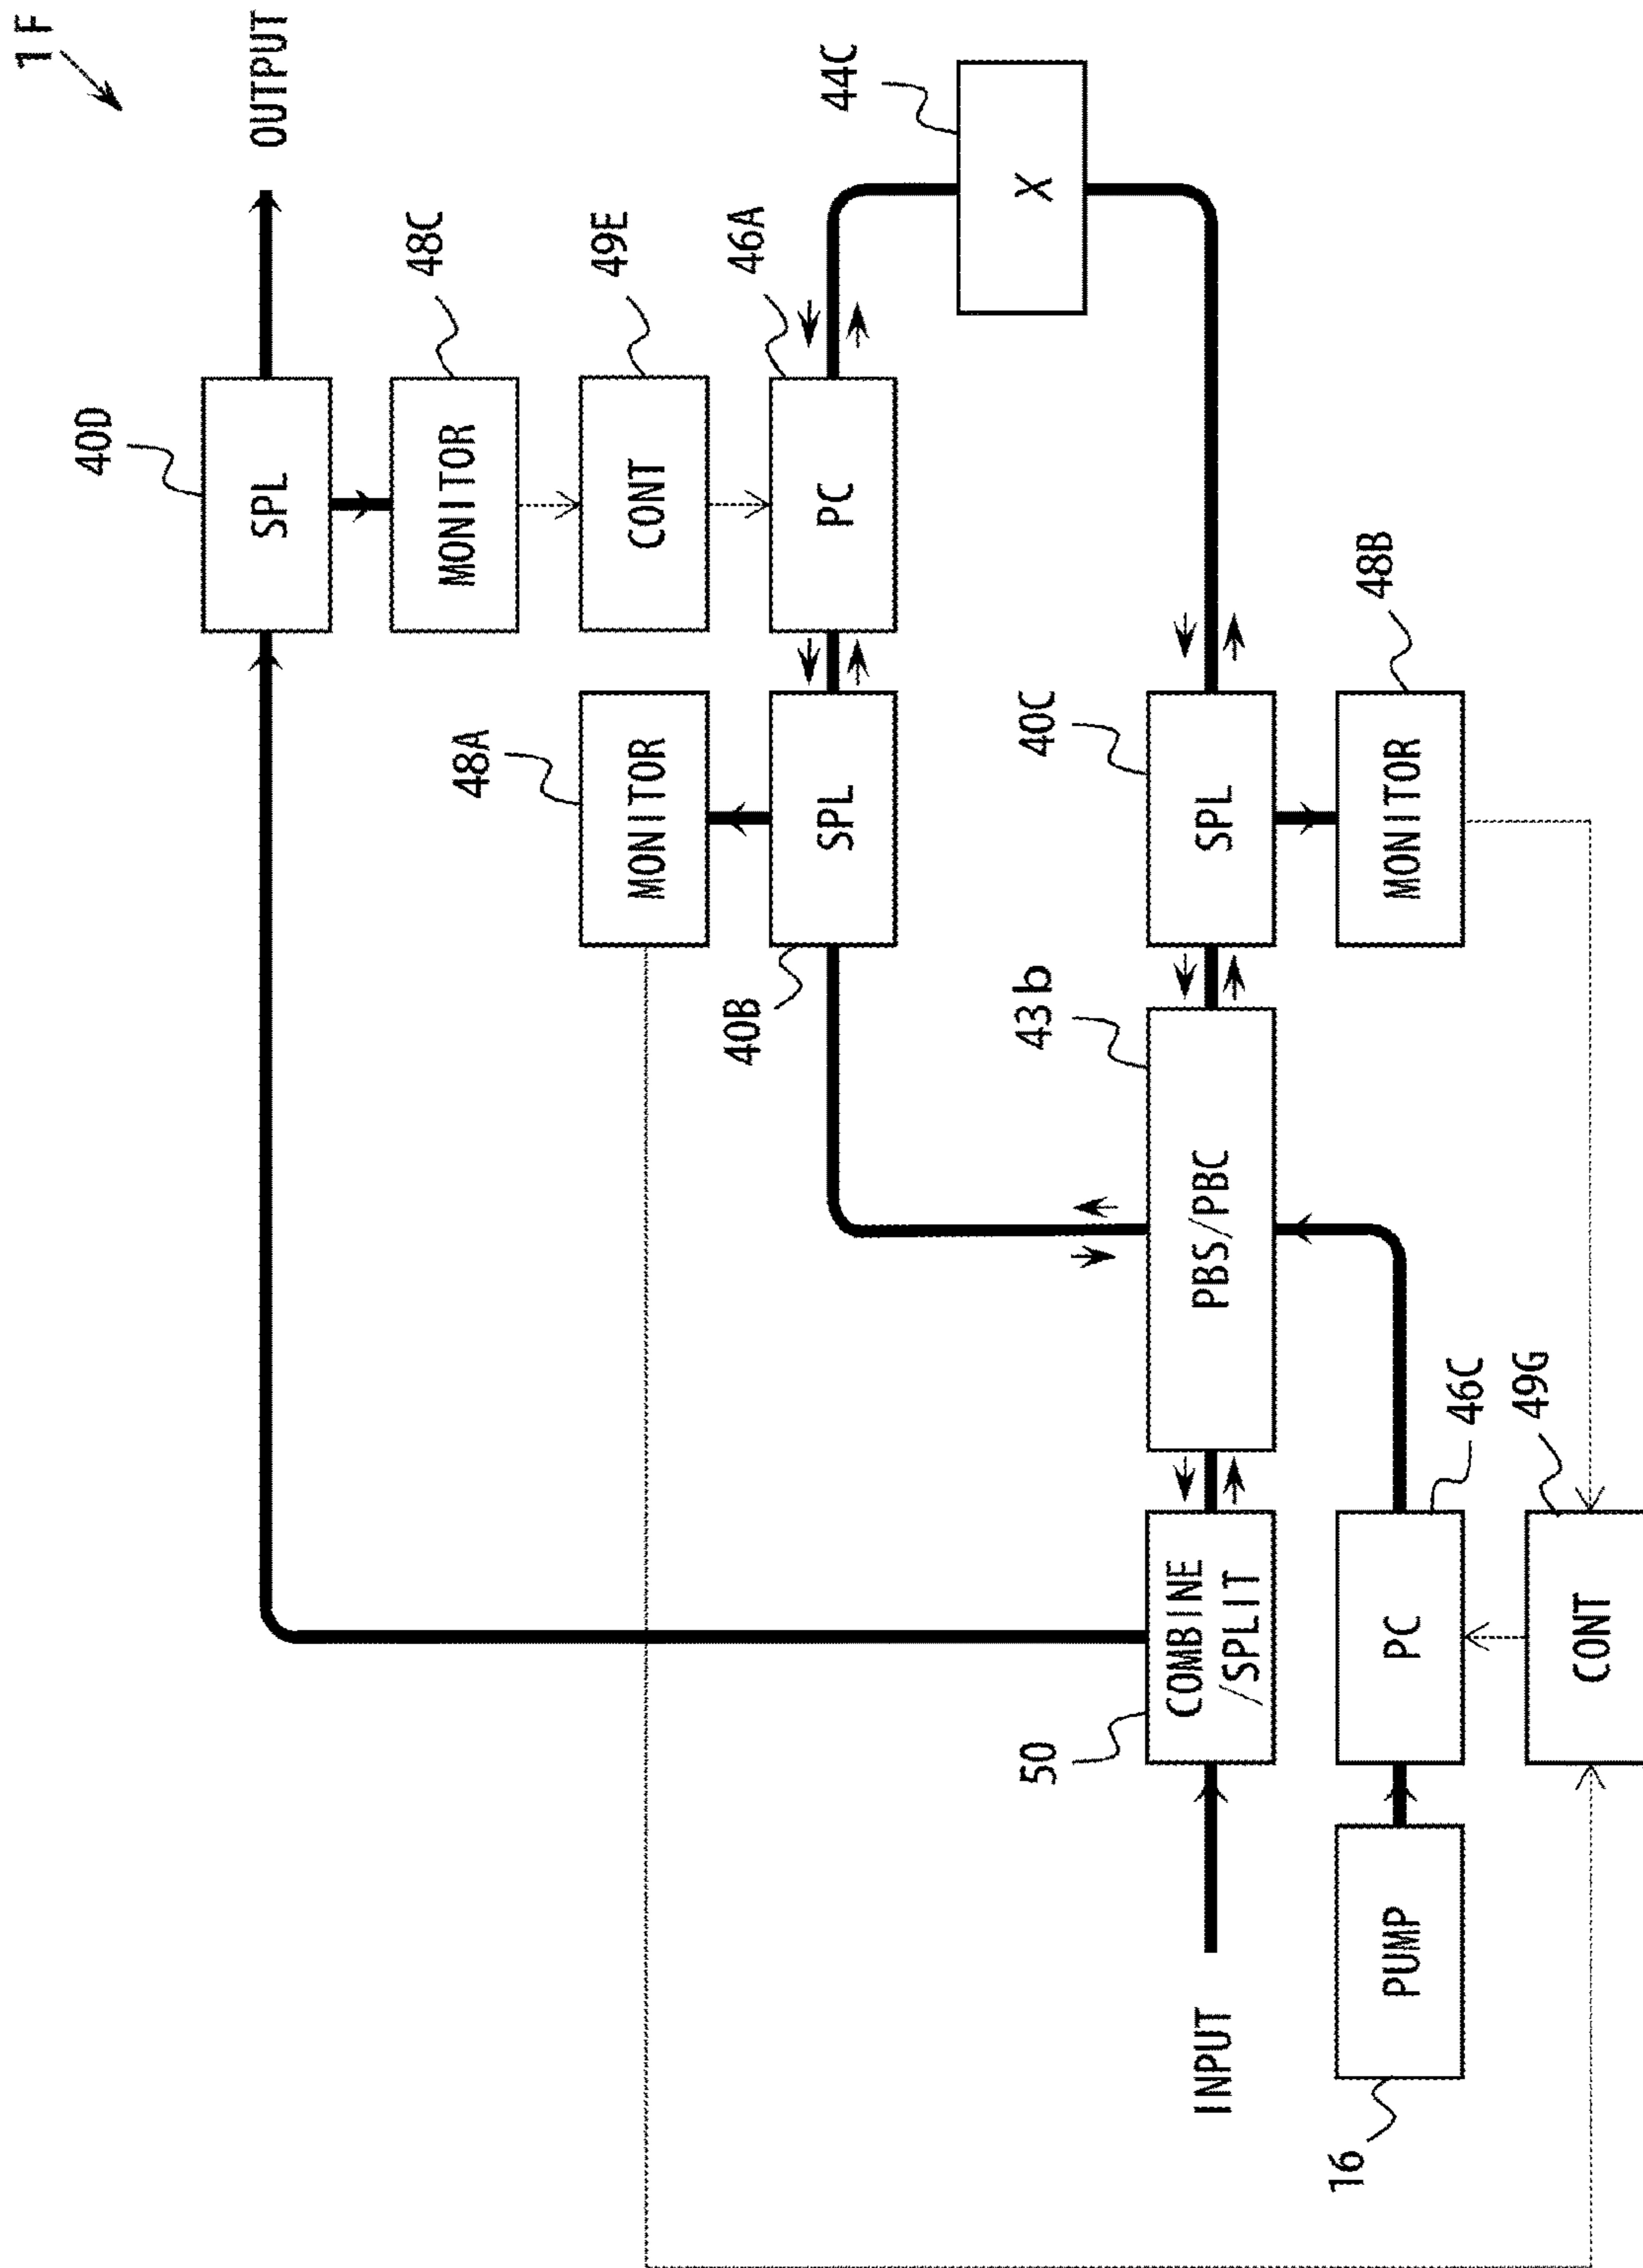 1F
OUTPUT
40D
SPL
48C
MONITOR
49E
CONT
48A
MONITOR
46A
PC
44C
X
40B
SPL
40C
SPL
43b
PBS/PBC
50
COMBINE
/SPLIT
INPUT
48B
MONITOR
46C
PC
16
PUMP
49G
CONT